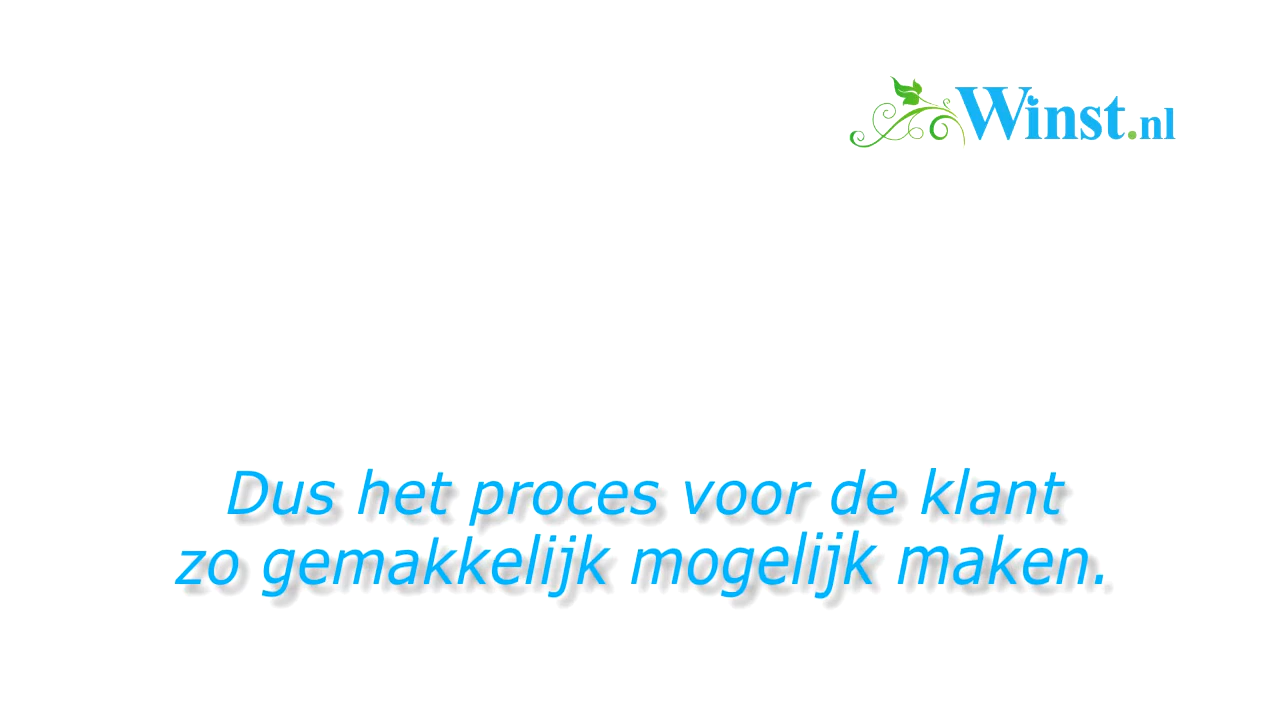 Winst.nl
Dus het proces voor de klant
zo gemakkelijk mogelijk maken.